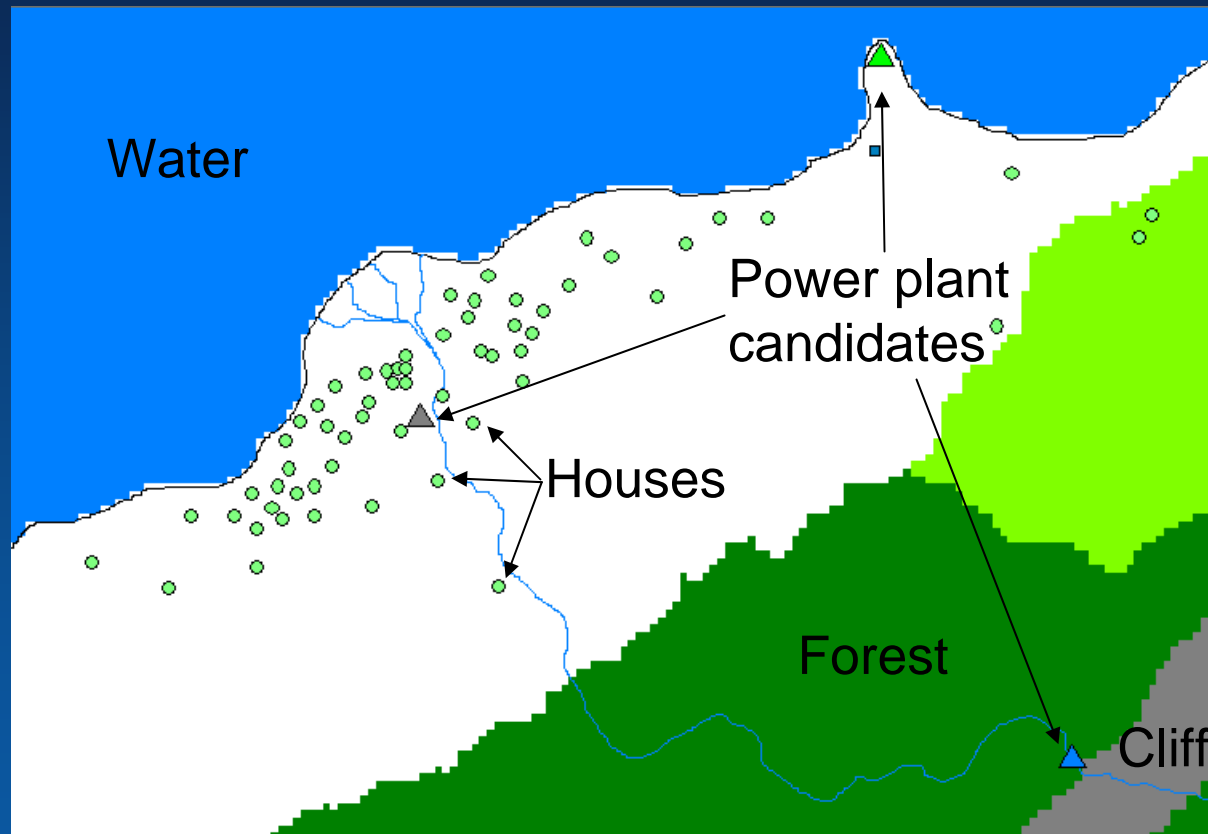 Water
Power plant
candidates
Houses
Forest
Cliff